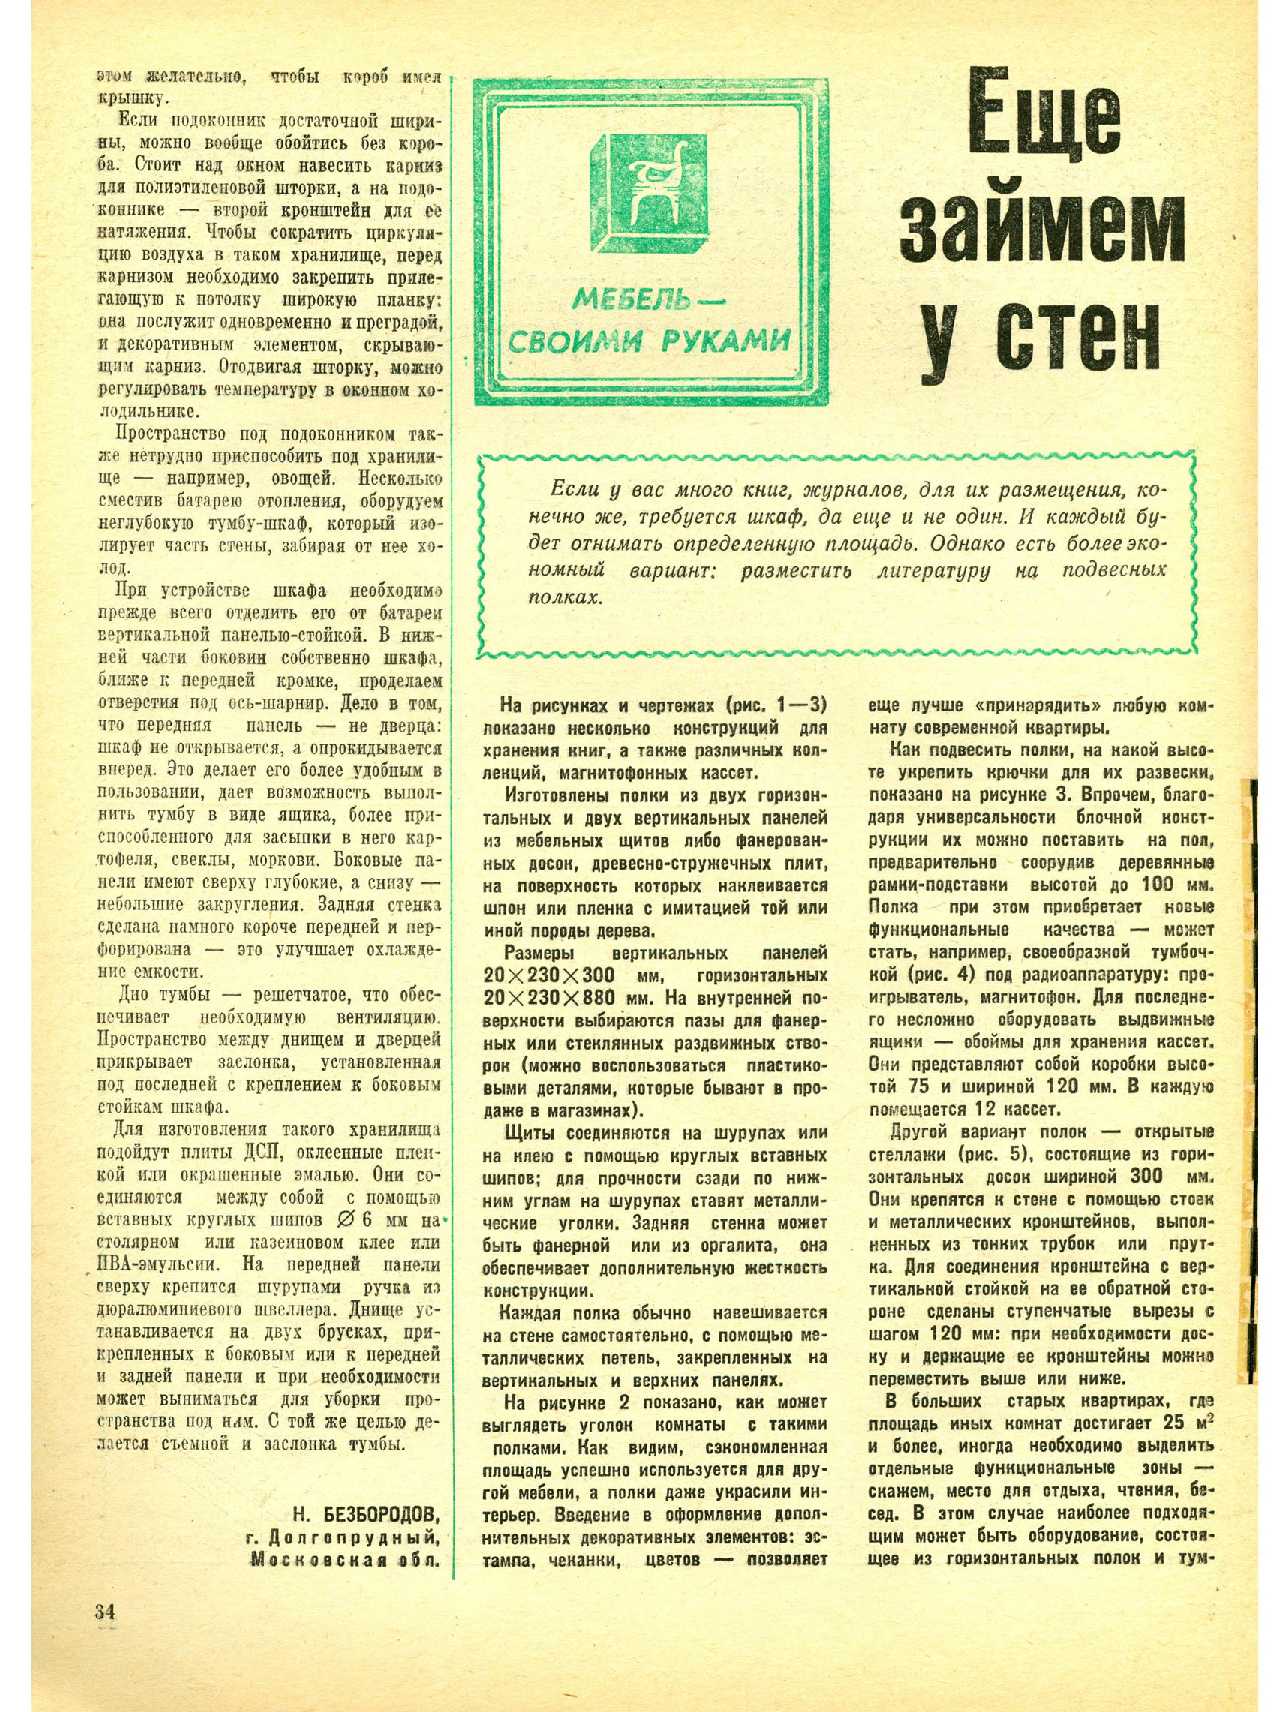 этом желательно, чтобы короб имел
крышку.
Если подоконник достаточной шири-
ны, можно вообще обойтись без коро-
ба. Стоит над окном навесить карниз
для полиэтиленовой шторки, а на подо-
коннике — второй кронштейн для ее
натяжения. Чтобы сократить циркуля-
цию воздуха в таком хранилище, перед
карнизом необходимо закрепить приле-
гающую к потолку широкую планку:
она послужит одновременно и преградой,
и декоративным элементом, скрываю-
щим карниз. Отодвигая шторку, можно
регулировать температуру в оконном хо-
лодильнике.
Пространство под подоконником так-
же нетрудно приспособить под хранили-
ще — например, овощей. Несколько
сместив батарею отопления, оборудуем
неглубокую тумбу-шкаф, который изо-
лирует часть стены, забирая от нее хо-
лод.
При устройстве шкафа необходимо
прежде всего отделить его от батареи
вертикальной панелью-стойкой. В ниж-
ней части боковин собственно шкафа,
ближе к передней кромке, проделаем
отверстия под ось-шарнир. Дело в том,
что передняя панель — не дверца:
шкаф не открывается, а опрокидывается
вперед. Это делает его более удобным в
пользовании, дает возможность выпол-
нить тумбу в виде ящика, более при-
способленного для засыпки в него кар-
тофеля, свеклы, моркови. Боковые па-
нели имеют сверху глубокие, а снизу —
небольшие закругления. Задняя стенка
сделана намного короче передней и пер-
форирована — это улучшает охлажде-
ние емкости.
Дно тумбы — решетчатое, что обес-
печивает необходимую вентиляцию.
Пространство между днищем и дверцей
прикрывает заслонка, установленная
под последней с креплением к боковым
стойкам шкафа.
Для изготовления такого хранилища
подойдут плиты ДСП, оклеенные плен-
кой или окрашенные эмалью. Они со-
единяются между собой с помощью
вставных круглых шипов ∅ 6 мм на
столярном или казеиновом клее или
ПВА-эмульсии. На передней панели
сверху крепится шурупами ручка из
дюралюминиевого швеллера. Днище ус-
танавливается на двух брусках, при-
крепленных к боковым или к передней
и задней панели и при необходимости
может выниматься для уборки про-
странства под ним. С той же целью де-
лается съемной и заслонка тумбы.
Н. БЕЗБОРОДОВ,
г. Долгопрудный,
Московская обл.
34
МЕБЕЛЬ —
СВОИМИ РУКАМИ
Еще
займем
у стен
Если у вас много книг, журналов, для их размещения, ко-
нечно же, требуется шкаф, да еще и не один. И каждый бу-
дет отнимать определенную площадь. Однако есть более эко-
номный вариант: разместить литературу на подвесных
полках.
На рисунках и чертежах (рис. 1—3)
показано несколько конструкций для
хранения книг, а также различных кол-
лекций, магнитофонных кассет.
Изготовлены полки из двух горизон-
тальных и двух вертикальных панелей
из мебельных щитов либо фанерован-
ных досок, древесно-стружечных плит,
на поверхность которых наклеивается
шпон или пленка с имитацией той или
иной породы дерева.
Размеры вертикальных панелей
20×230×300 мм, горизонтальных
20×230×880 мм. На внутренней по-
верхности выбираются пазы для фанер-
ных или стеклянных раздвижных ство-
рок (можно воспользоваться пластико-
выми деталями, которые бывают в про-
даже в магазинах).
Щиты соединяются на шурупах или
на клею с помощью круглых вставных
шипов; для прочности сзади по ниж-
ним углам на шурупах ставят металли-
ческие уголки. Задняя стенка может
быть фанерной или из оргалита, она
обеспечивает дополнительную жесткость
конструкции.
Каждая полка обычно навешивается
на стене самостоятельно, с помощью ме-
таллических петель, закрепленных на
вертикальных и верхних панелях.
На рисунке 2 показано, как может
выглядеть уголок комнаты с такими
полками. Как видим, сэкономленная
площадь успешно используется для дру-
гой мебели, а полки даже украсили ин-
терьер. Введение в оформление допол-
нительных декоративных элементов: эс-
тампа, чеканки, цветов — позволяет
еще лучше «принарядить» любую ком-
нату современной квартиры.
Как подвесить полки, на какой высо-
те укрепить крючки для их развески,
показано на рисунке 3. Впрочем, благо-
даря универсальности блочной конст-
рукции их можно поставить на пол,
предварительно соорудив деревянные
рамки-подставки высотой до 100 мм.
Полка при этом приобретает новые
функциональные качества — может
стать, например, своеобразной тумбоч-
кой (рис. 4) под радиоаппаратуру: про-
игрыватель, магнитофон. Для последне-
го несложно оборудовать выдвижные
ящики — обоймы для хранения кассет.
Они представляют собой коробки высо-
той 75 и шириной 120 мм. В каждую
помещается 12 кассет.
Другой вариант полок — открытые
стеллажи (рис. 5), состоящие из гори-
зонтальных досок шириной 300 мм.
Они крепятся к стене с помощью стоек
и металлических кронштейнов, выпол-
ненных из тонких трубок или прут-
ка. Для соединения кронштейна с вер-
тикальной стойкой на ее обратной сто-
роне сделаны ступенчатые вырезы с
шагом 120 мм: при необходимости дос-
ку и держащие ее кронштейны можно
переместить выше или ниже.
В больших старых квартирах, где
площадь иных комнат достигает 25 м²
и более, иногда необходимо выделить
отдельные функциональные зоны —
скажем, место для отдыха, чтения, бе-
сед. В этом случае наиболее подходя-
щим может быть оборудование, состоя-
щее из горизонтальных полок и тум-